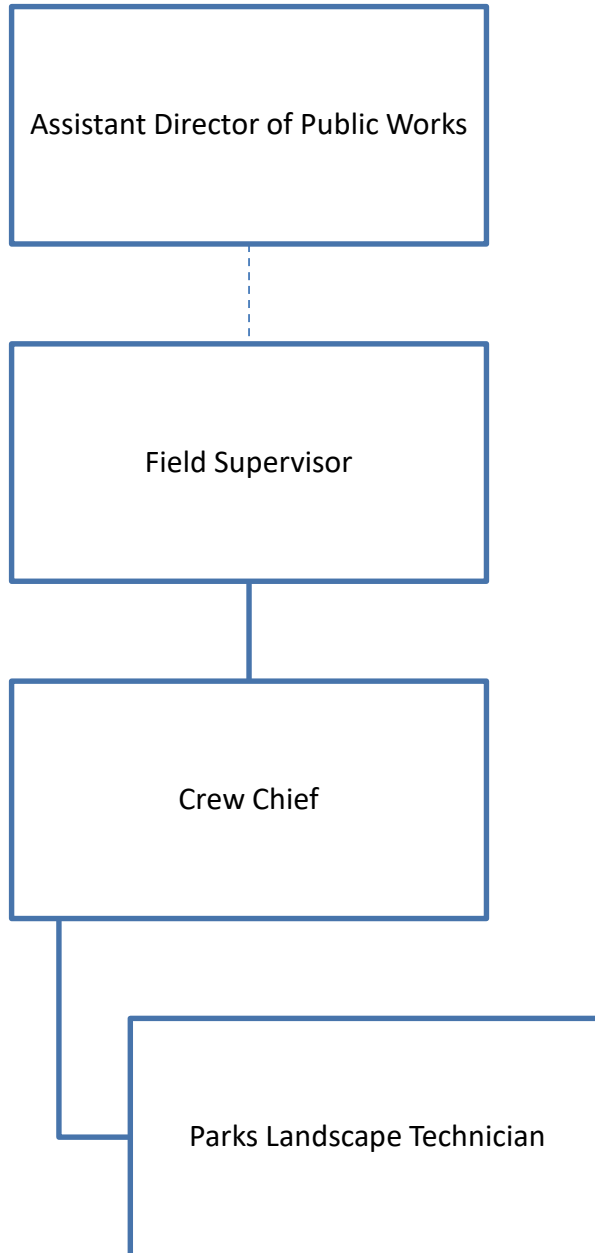 Assistant Director of Public Works
Field Supervisor
Crew Chief
Parks Landscape Technician